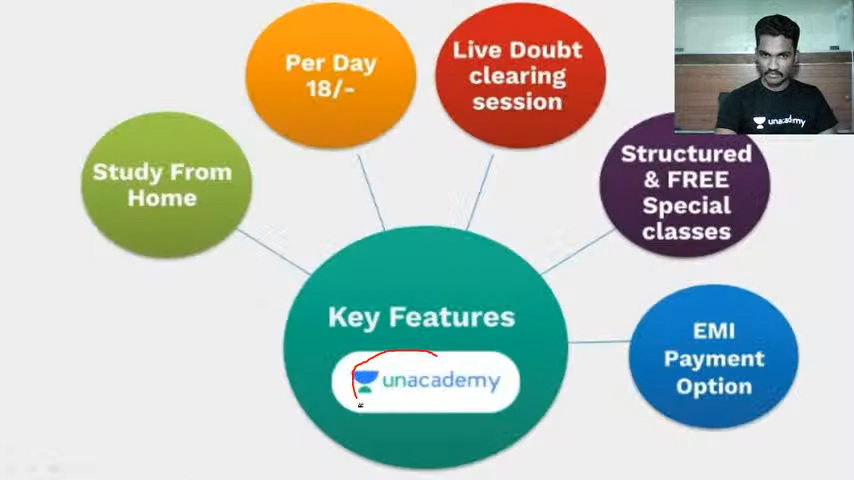 Per Day
18/-
Live Doubt
clearing
session
Study From
Home
Structured
& FREE
Special
classes
Key Features
unacademy
EMI
Payment
Option
unacademy